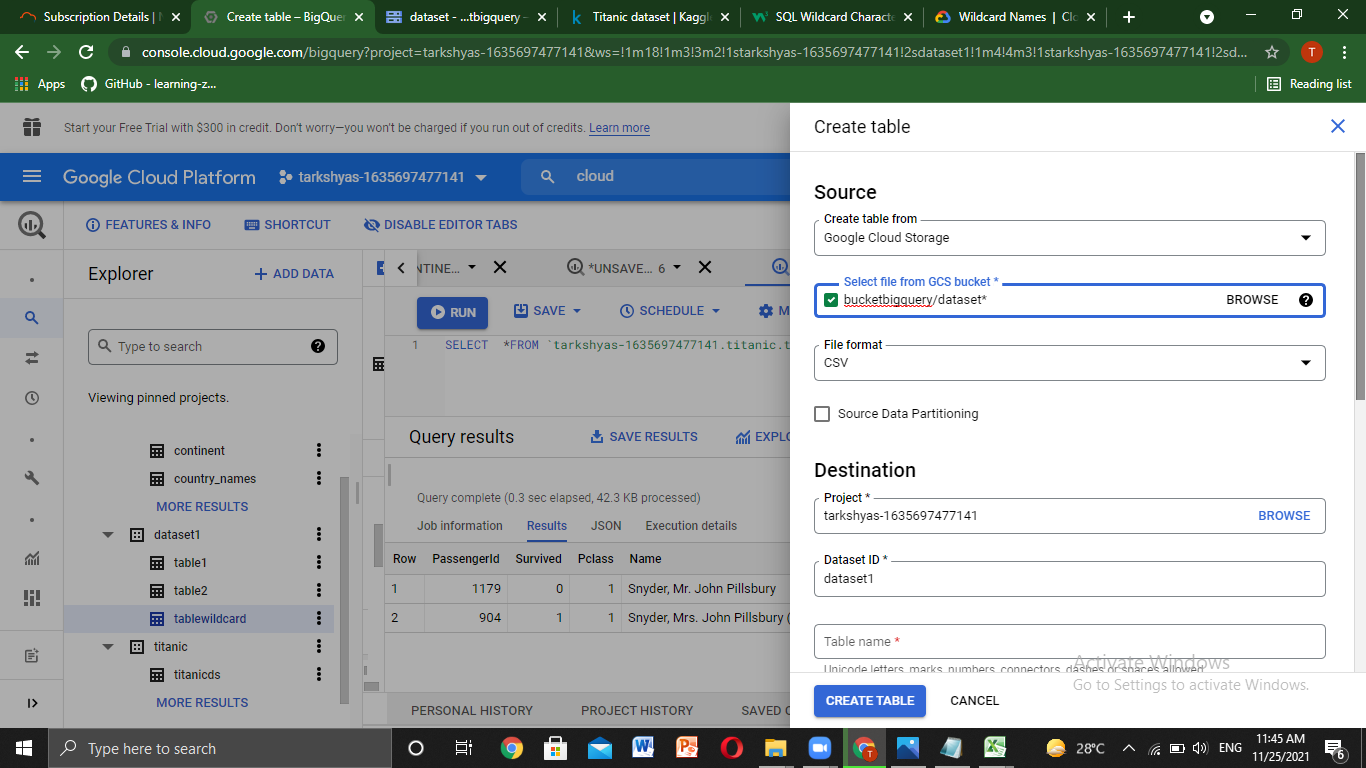 Subscription Details |
Create table – BigQuer
dataset - ...tbigquery -
Titanic dataset | Kaggl
SQL Wildcard Characte
Wildcard Names | Clo
console.cloud.google.com/bigquery?project=tarkshyas-1635697477141&ws=!1m18!1m3!3m2!1starkshyas-1635697477141!2sdataset1!1m4!4m3!1starkshyas-1635697477141!2sd...
T
Apps
GitHub - learning-z...
Reading list
Start your Free Trial with $300 in credit. Don't worry—you won't be charged if you run out of credits. Learn more
Google Cloud Platform
tarkshyas-1635697477141
cloud
FEATURES & INFO
SHORTCUT
DISABLE EDITOR TABS
Explorer
+ ADD DATA
Type to search
Viewing pinned projects.
continent
country_names
MORE RESULTS
dataset1
table1
table2
tablewildcard
titanic
titanicds
MORE RESULTS
NTINE...
*UNSAVE... 6
RUN
SAVE
SCHEDULE
M
1 SELECT *FROM `tarkshyas-1635697477141.titanic.t
Query results
SAVE RESULTS
EXPLO
Query complete (0.3 sec elapsed, 42.3 KB processed)
Job information Results JSON Execution details
Row PassengerId Survived Pclass Name
1 1179 0 1 Snyder, Mr. John Pillsbury
2 904 1 1 Snyder, Mrs. John Pillsbury (
PERSONAL HISTORY
PROJECT HISTORY
SAVED
Create table
Source
Create table from
Google Cloud Storage
Select file from GCS bucket *
bucketbigquery/dataset*
BROWSE
File format
CSV
Source Data Partitioning
Destination
Project *
tarkshyas-1635697477141
BROWSE
Dataset ID *
dataset1
Table name *
Unicode letters, marks, numbers, connectors, dashes or spaces allowed
Activate Windows
Go to Settings to activate Windows.
CREATE TABLE
CANCEL
Type here to search
28°C
ENG
11:45 AM
11/25/2021
6